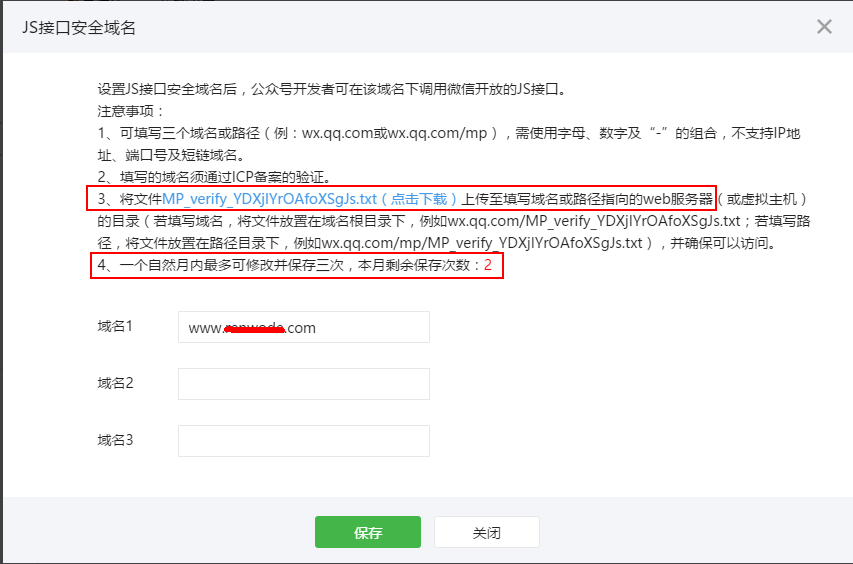 JS接口安全域名
设置JS接口安全域名后，公众号开发者可在该域名下调用微信开放的JS接口。
注意事项：
1、可填写三个域名或路径（例：wx.qq.com或wx.qq.com/mp），需使用字母、数字及“-”的组合，不支持IP地
址、端口号及短链域名。
2、填写的域名须通过ICP备案的验证。
3、将文件MP_verify_YDXjIYrOAfoXSgJs.txt（点击下载）上传至填写域名或路径指向的web服务器（或虚拟主机）
的目录（若填写域名，将文件放置在域名根目录下，例如wx.qq.com/MP_verify_YDXjIYrOAfoXSgJs.txt；若填写路
径，将文件放置在路径目录下，例如wx.qq.com/mp/MP_verify_YDXjIYrOAfoXSgJs.txt），并确保可以访问。
4、一个自然月内最多可修改并保存三次，本月剩余保存次数：2
域名1
www. .com
域名2
域名3
保存
关闭